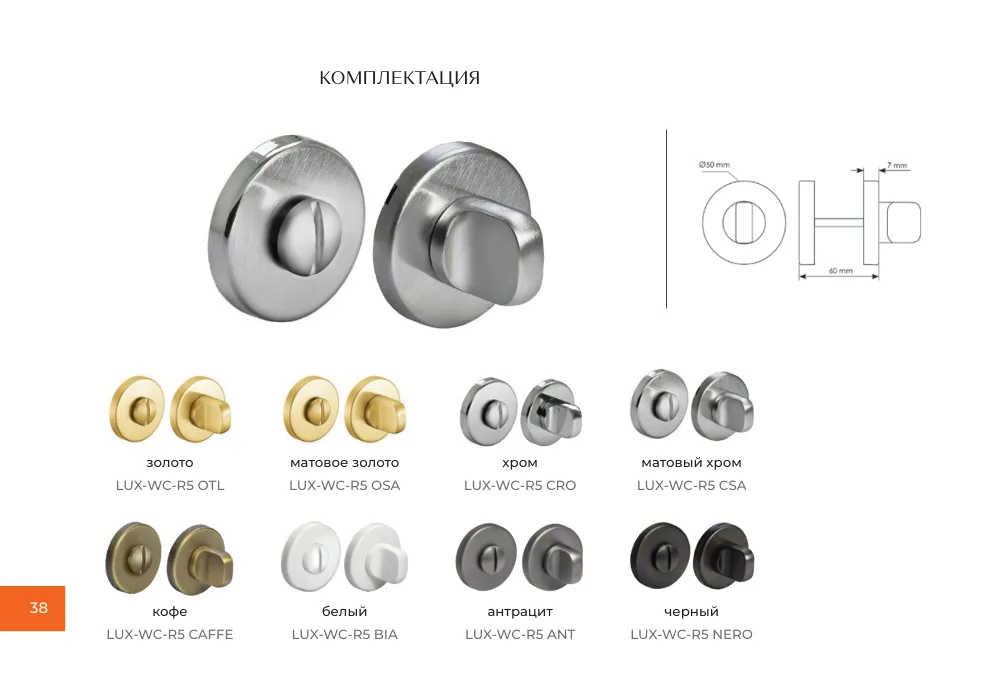 КОМПЛЕКТАЦИЯ
Ø50 mm
7 mm
60 mm
золото
LUX-WC-R5 OTL
матовое золото
LUX-WC-R5 OSA
хром
LUX-WC-R5 CRO
матовый хром
LUX-WC-R5 CSA
кофе
LUX-WC-R5 CAFFE
белый
LUX-WC-R5 BIA
антрацит
LUX-WC-R5 ANT
черный
LUX-WC-R5 NERO
38